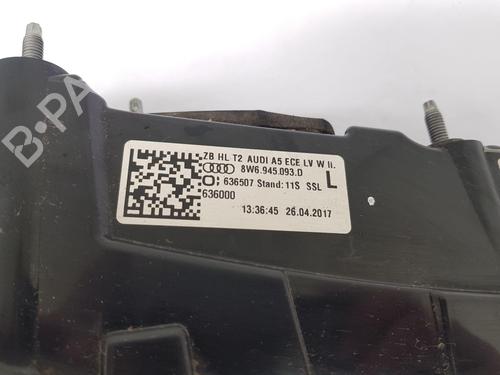 ZB HL T2 AUDI A5 ECE LV W II.
8W6.945.093.D
636507 Stand: 11S SSL
L
636000
13:36:45 26.04.2017
B-PARTS